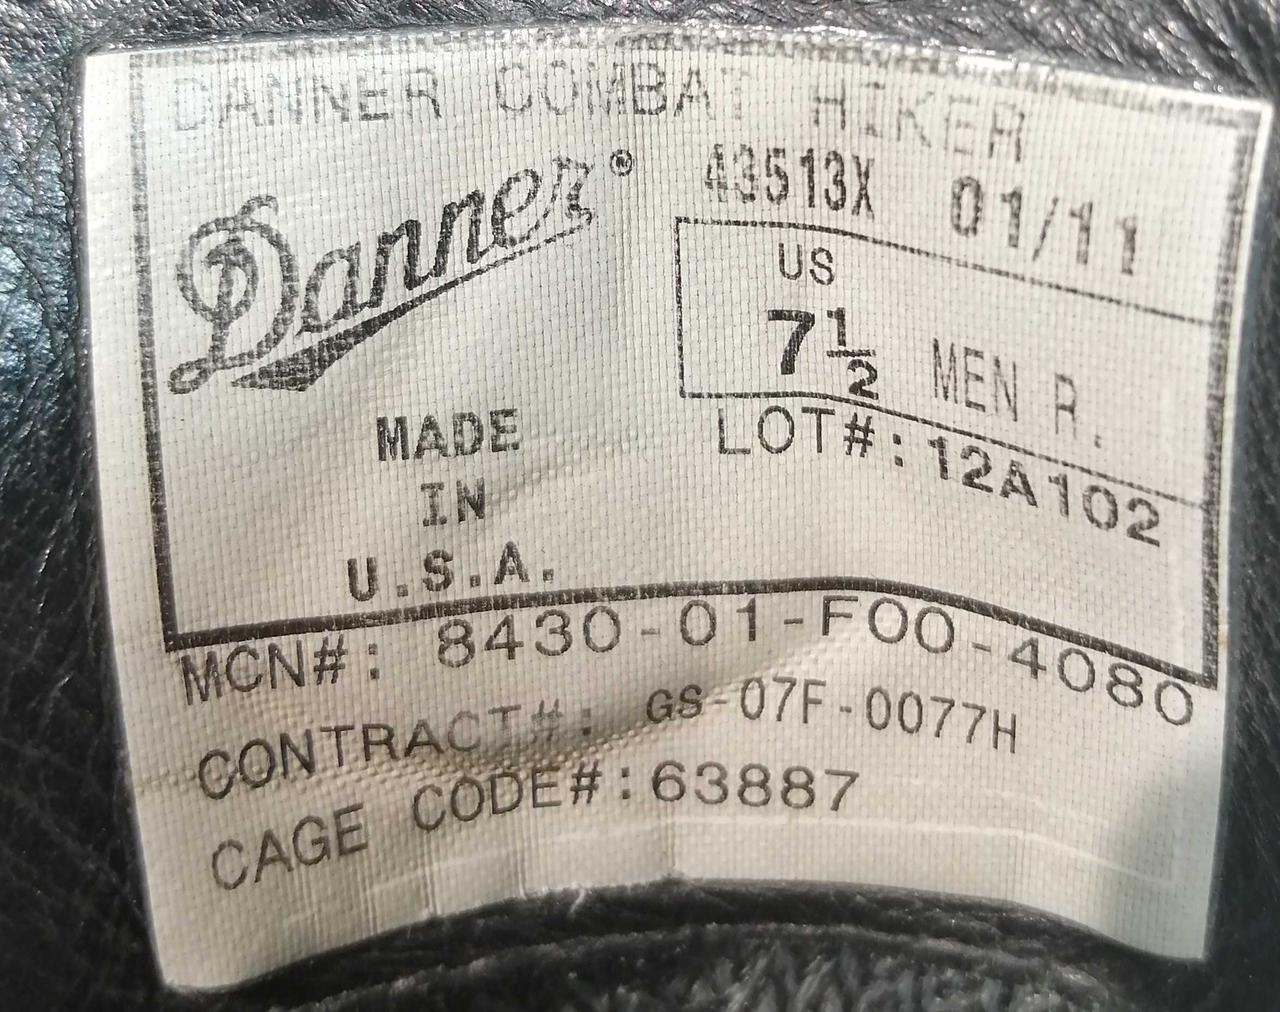 DANNER COMBAT HIKER
Danner®
43513X 01/11
US
7 1/2 MEN R.
LOT#: 12A102
MADE
IN
U.S.A.
MCN#: 8430-01-F00-4080
CONTRACT#: GS-07F-0077H
CAGE CODE#: 63887